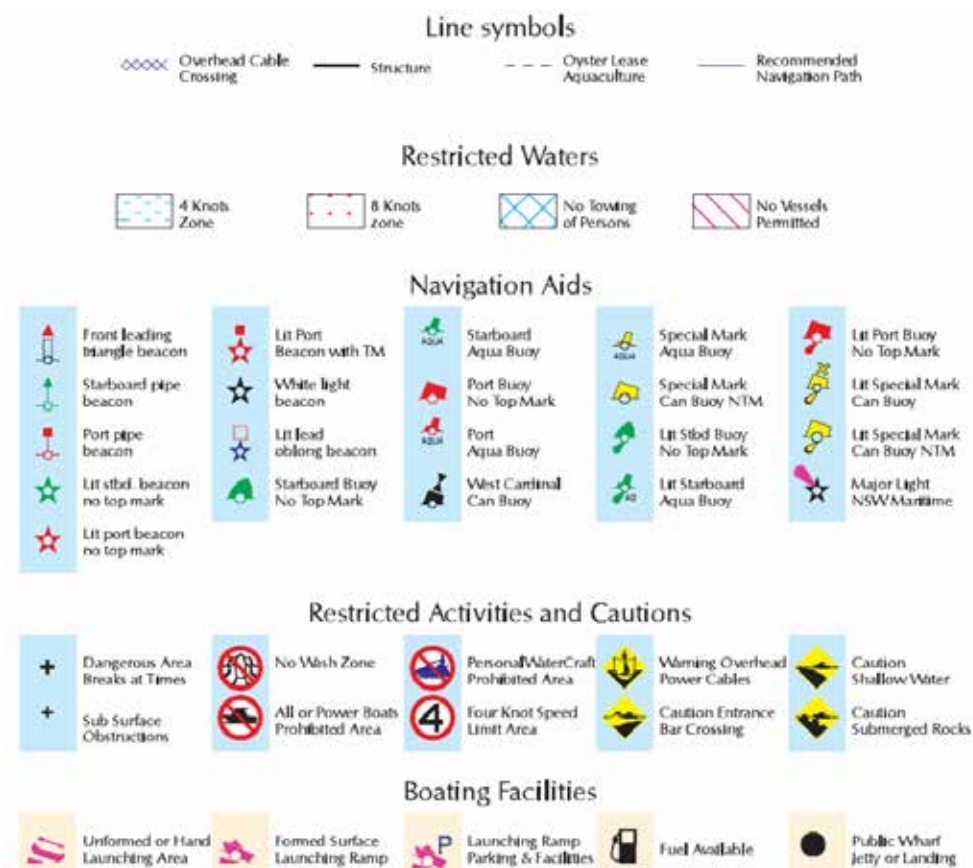 Line symbols
Overhead Cable
Crossing
Structure
Oyster Lease
Aquaculture
Recommended
Navigation Path
Restricted Waters
4 Knots
Zone
8 Knots
zone
No Towing
of Persons
No Vessels
Permitted
Navigation Aids
Front leading
triangle beacon
Lit Port
Beacon with TM
AQUA
Starboard
Aqua Buoy
AQUA
Special Mark
Aqua Buoy
Lit Port Buoy
No Top Mark
Starboard pipe
beacon
White light
beacon
Port Buoy
No Top Mark
Special Mark
Can Buoy NTM
Lit Special Mark
Can Buoy
Port pipe
beacon
Lit lead
oblong beacon
AQUA
Port
Aqua Buoy
Lit Stbd Buoy
No Top Mark
Lit Special Mark
Can Buoy NTM
Lit stbd. beacon
no top mark
Starboard Buoy
No Top Mark
West Cardinal
Can Buoy
AQ
Lit Starboard
Aqua Buoy
Major Light
NSW Maritime
Lit port beacon
no top mark
Restricted Activities and Cautions
Dangerous Area
Breaks at Times
No Wash Zone
Personal WaterCraft
Prohibited Area
Warning Overhead
Power Cables
Caution
Shallow Water
Sub Surface
Obstructions
All or Power Boats
Prohibited Area
4
Four Knot Speed
Limit Area
Caution Entrance
Bar Crossing
Caution
Submerged Rocks
Boating Facilities
Unformed or Hand
Launching Area
Formed Surface
Launching Ramp
P
Launching Ramp
Parking & Facilities
Fuel Available
Public Wharf
Jetty or Landing